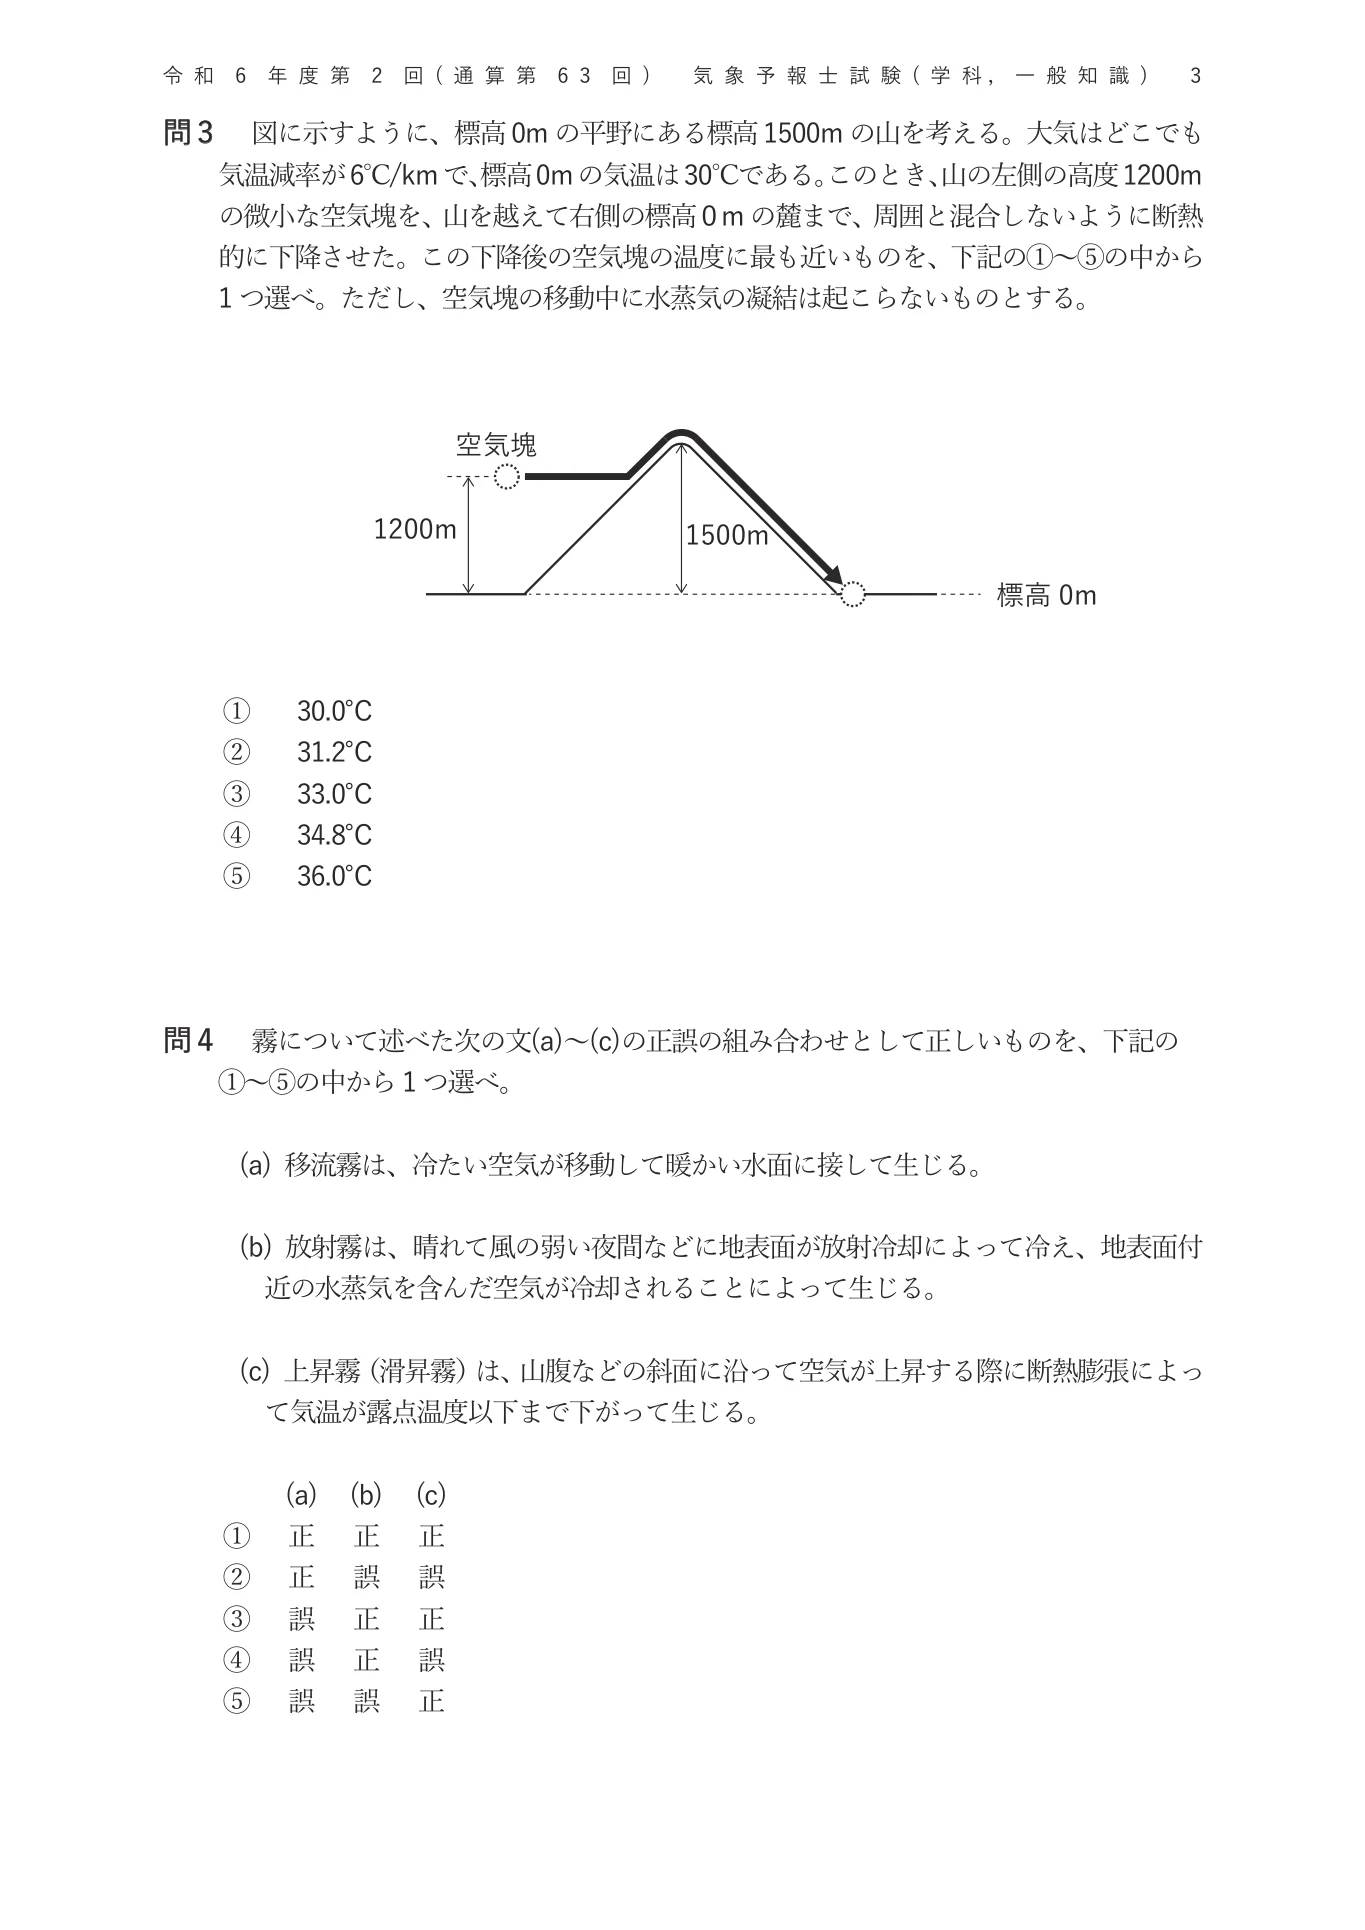 令和6年度第2回(通算第63回) 気象予報士試験(学科,一般知識) 3
問3 図に示すように、標高0mの平野にある標高1500mの山を考える。大気はどこでも
気温減率が6℃/kmで、標高0mの気温は30℃である。このとき、山の左側の高度1200m
の微小な空気塊を、山を越えて右側の標高0mの麓まで、周囲と混合しないように断熱
的に下降させた。この下降後の空気塊の温度に最も近いものを、下記の①~⑤の中から
1つ選べ。ただし、空気塊の移動中に水蒸気の凝結は起こらないものとする。
空気塊
1200m
1500m
標高0m
① 30.0℃
② 31.2℃
③ 33.0℃
④ 34.8℃
⑤ 36.0℃
問4 霧について述べた次の文(a)~(c)の正誤の組み合わせとして正しいものを、下記の
①~⑤の中から1つ選べ。
(a) 移流霧は、冷たい空気が移動して暖かい水面に接して生じる。
(b) 放射霧は、晴れて風の弱い夜間などに地表面が放射冷却によって冷え、地表面付
近の水蒸気を含んだ空気が冷却されることによって生じる。
(c) 上昇霧(滑昇霧)は、山腹などの斜面に沿って空気が上昇する際に断熱膨張によっ
て気温が露点温度以下まで下がって生じる。
(a) (b) (c)
① 正 正 正
② 正 誤 誤
③ 誤 正 正
④ 誤 正 誤
⑤ 誤 誤 正